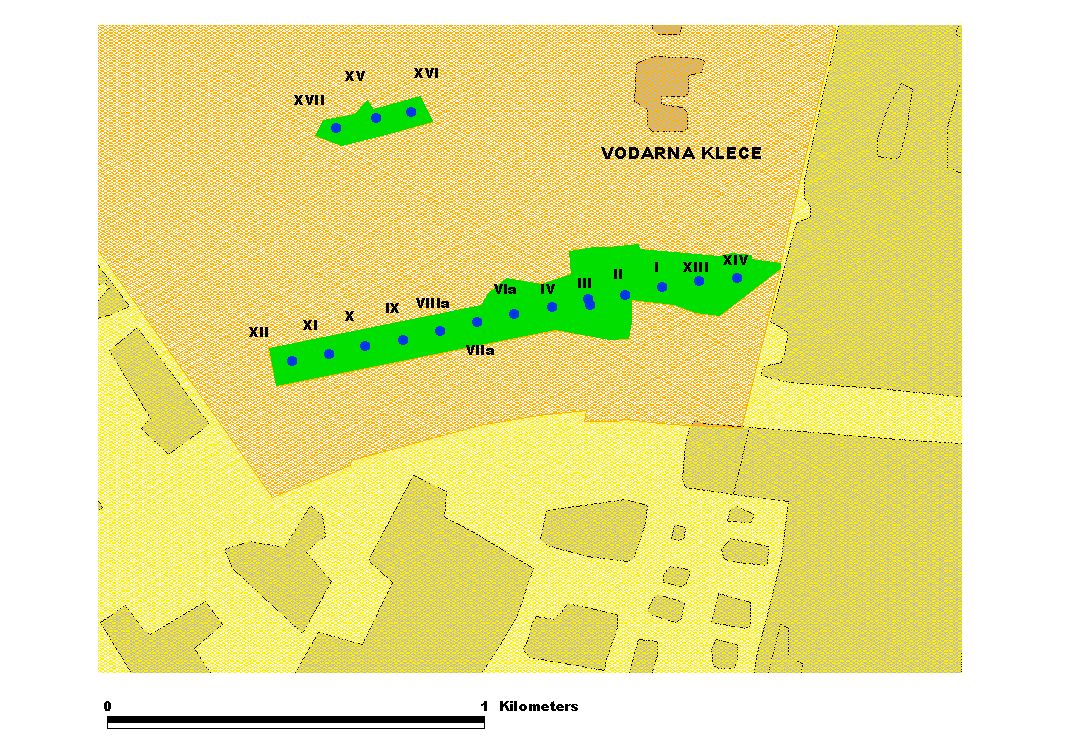 XVI
XV
XVII
VODARNA KLECE
XIV
XIII
I
II
III
IV
VIa
VIIIa
IX
X
XI
XII
VIIa
0 1 Kilometers